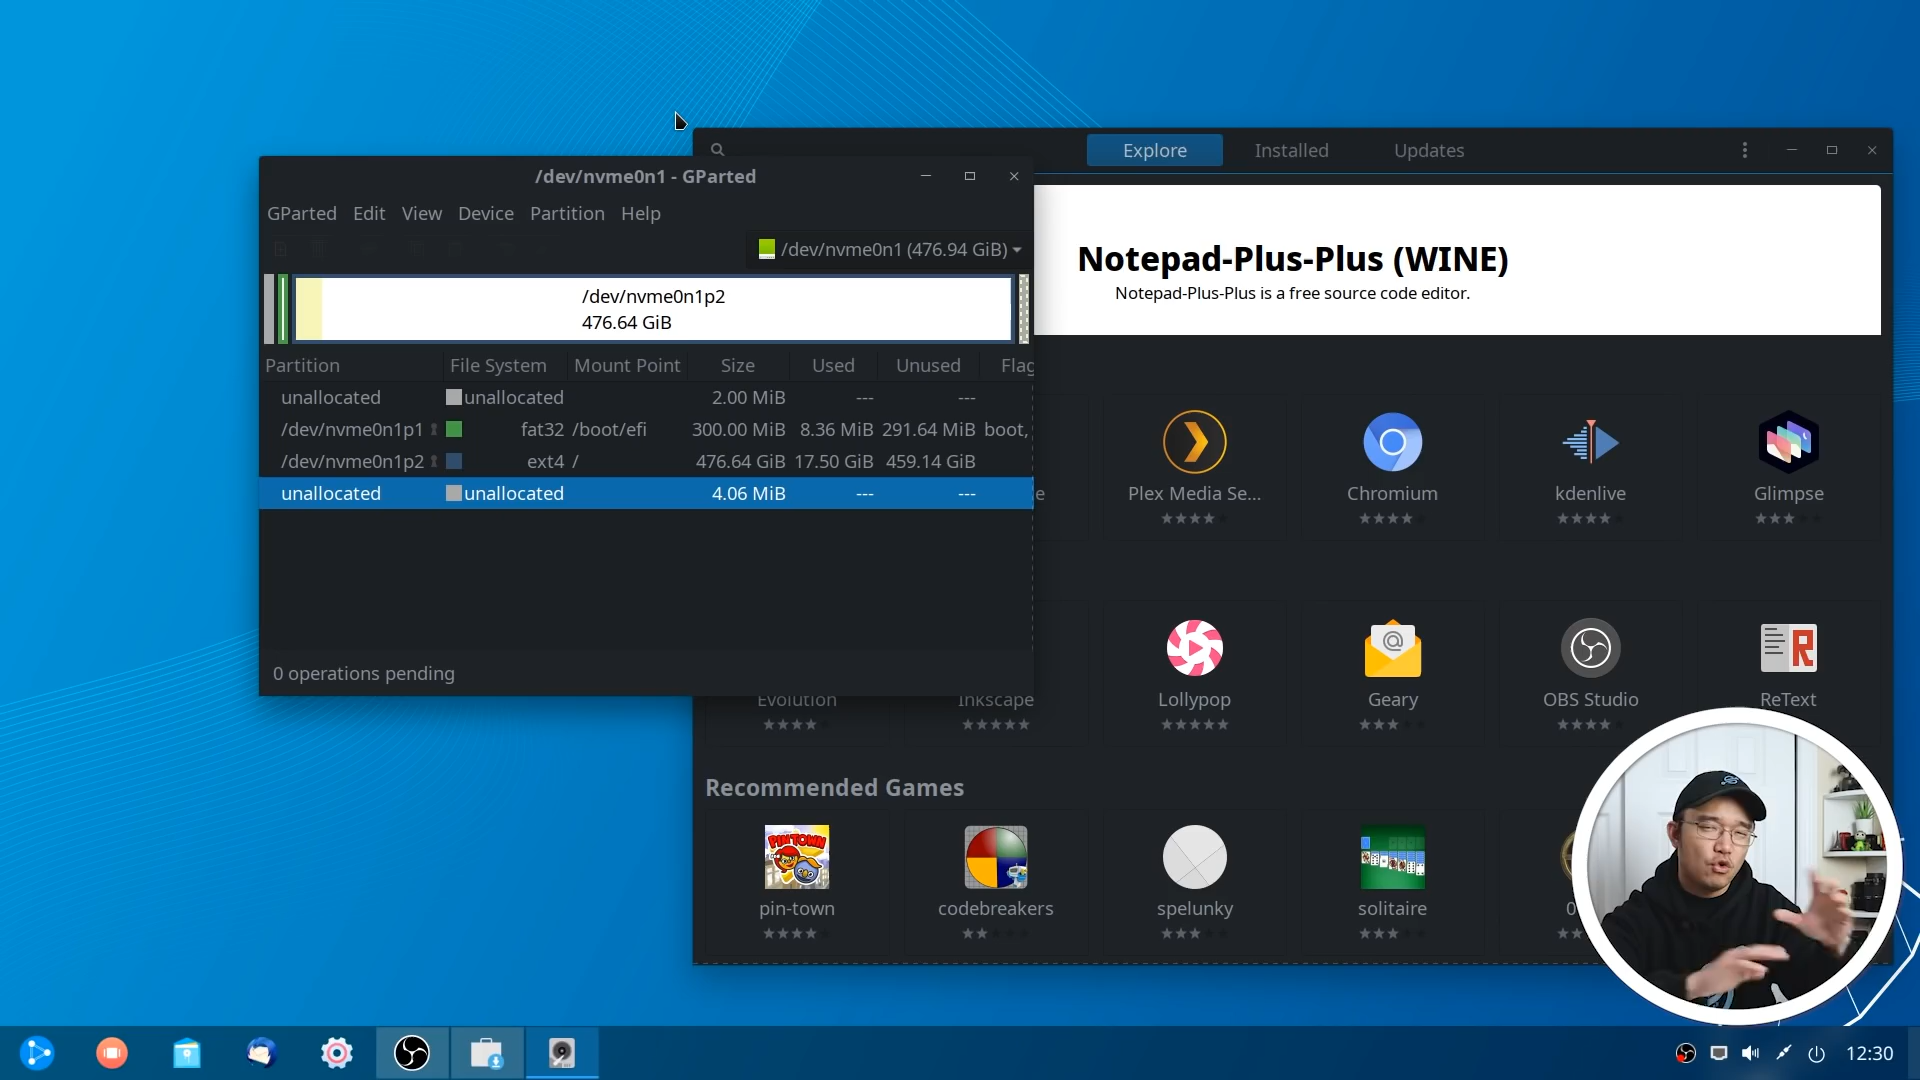 Explore Installed Updates
/dev/nvme0n1 - GParted
GParted Edit View Device Partition Help
/dev/nvme0n1 (476.94 GiB)
/dev/nvme0n1p2
476.64 GiB
Partition File System Mount Point Size Used Unused Flag
unallocated unallocated 2.00 MiB --- ---
/dev/nvme0n1p1 fat32 /boot/efi 300.00 MiB 8.36 MiB 291.64 MiB boot,
/dev/nvme0n1p2 ext4 / 476.64 GiB 17.50 GiB 459.14 GiB
unallocated unallocated 4.06 MiB --- ---
0 operations pending
Notepad-Plus-Plus (WINE)
Notepad-Plus-Plus is a free source code editor.
e Plex Media Se... Chromium kdenlive Glimpse
Evolution Inkscape Lollypop Geary OBS Studio ReText
Recommended Games
PIN TOWN
pin-town codebreakers spelunky solitaire 0
12:30